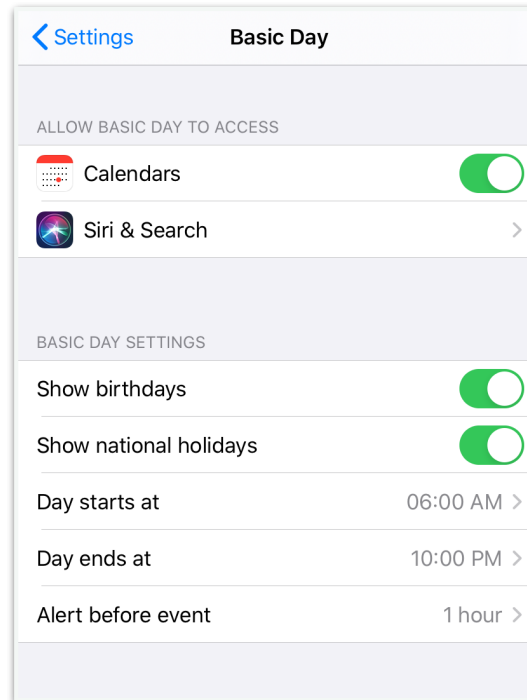 Settings
Basic Day
ALLOW BASIC DAY TO ACCESS
Calendars
Siri & Search
BASIC DAY SETTINGS
Show birthdays
Show national holidays
Day starts at 06:00 AM
Day ends at 10:00 PM
Alert before event 1 hour